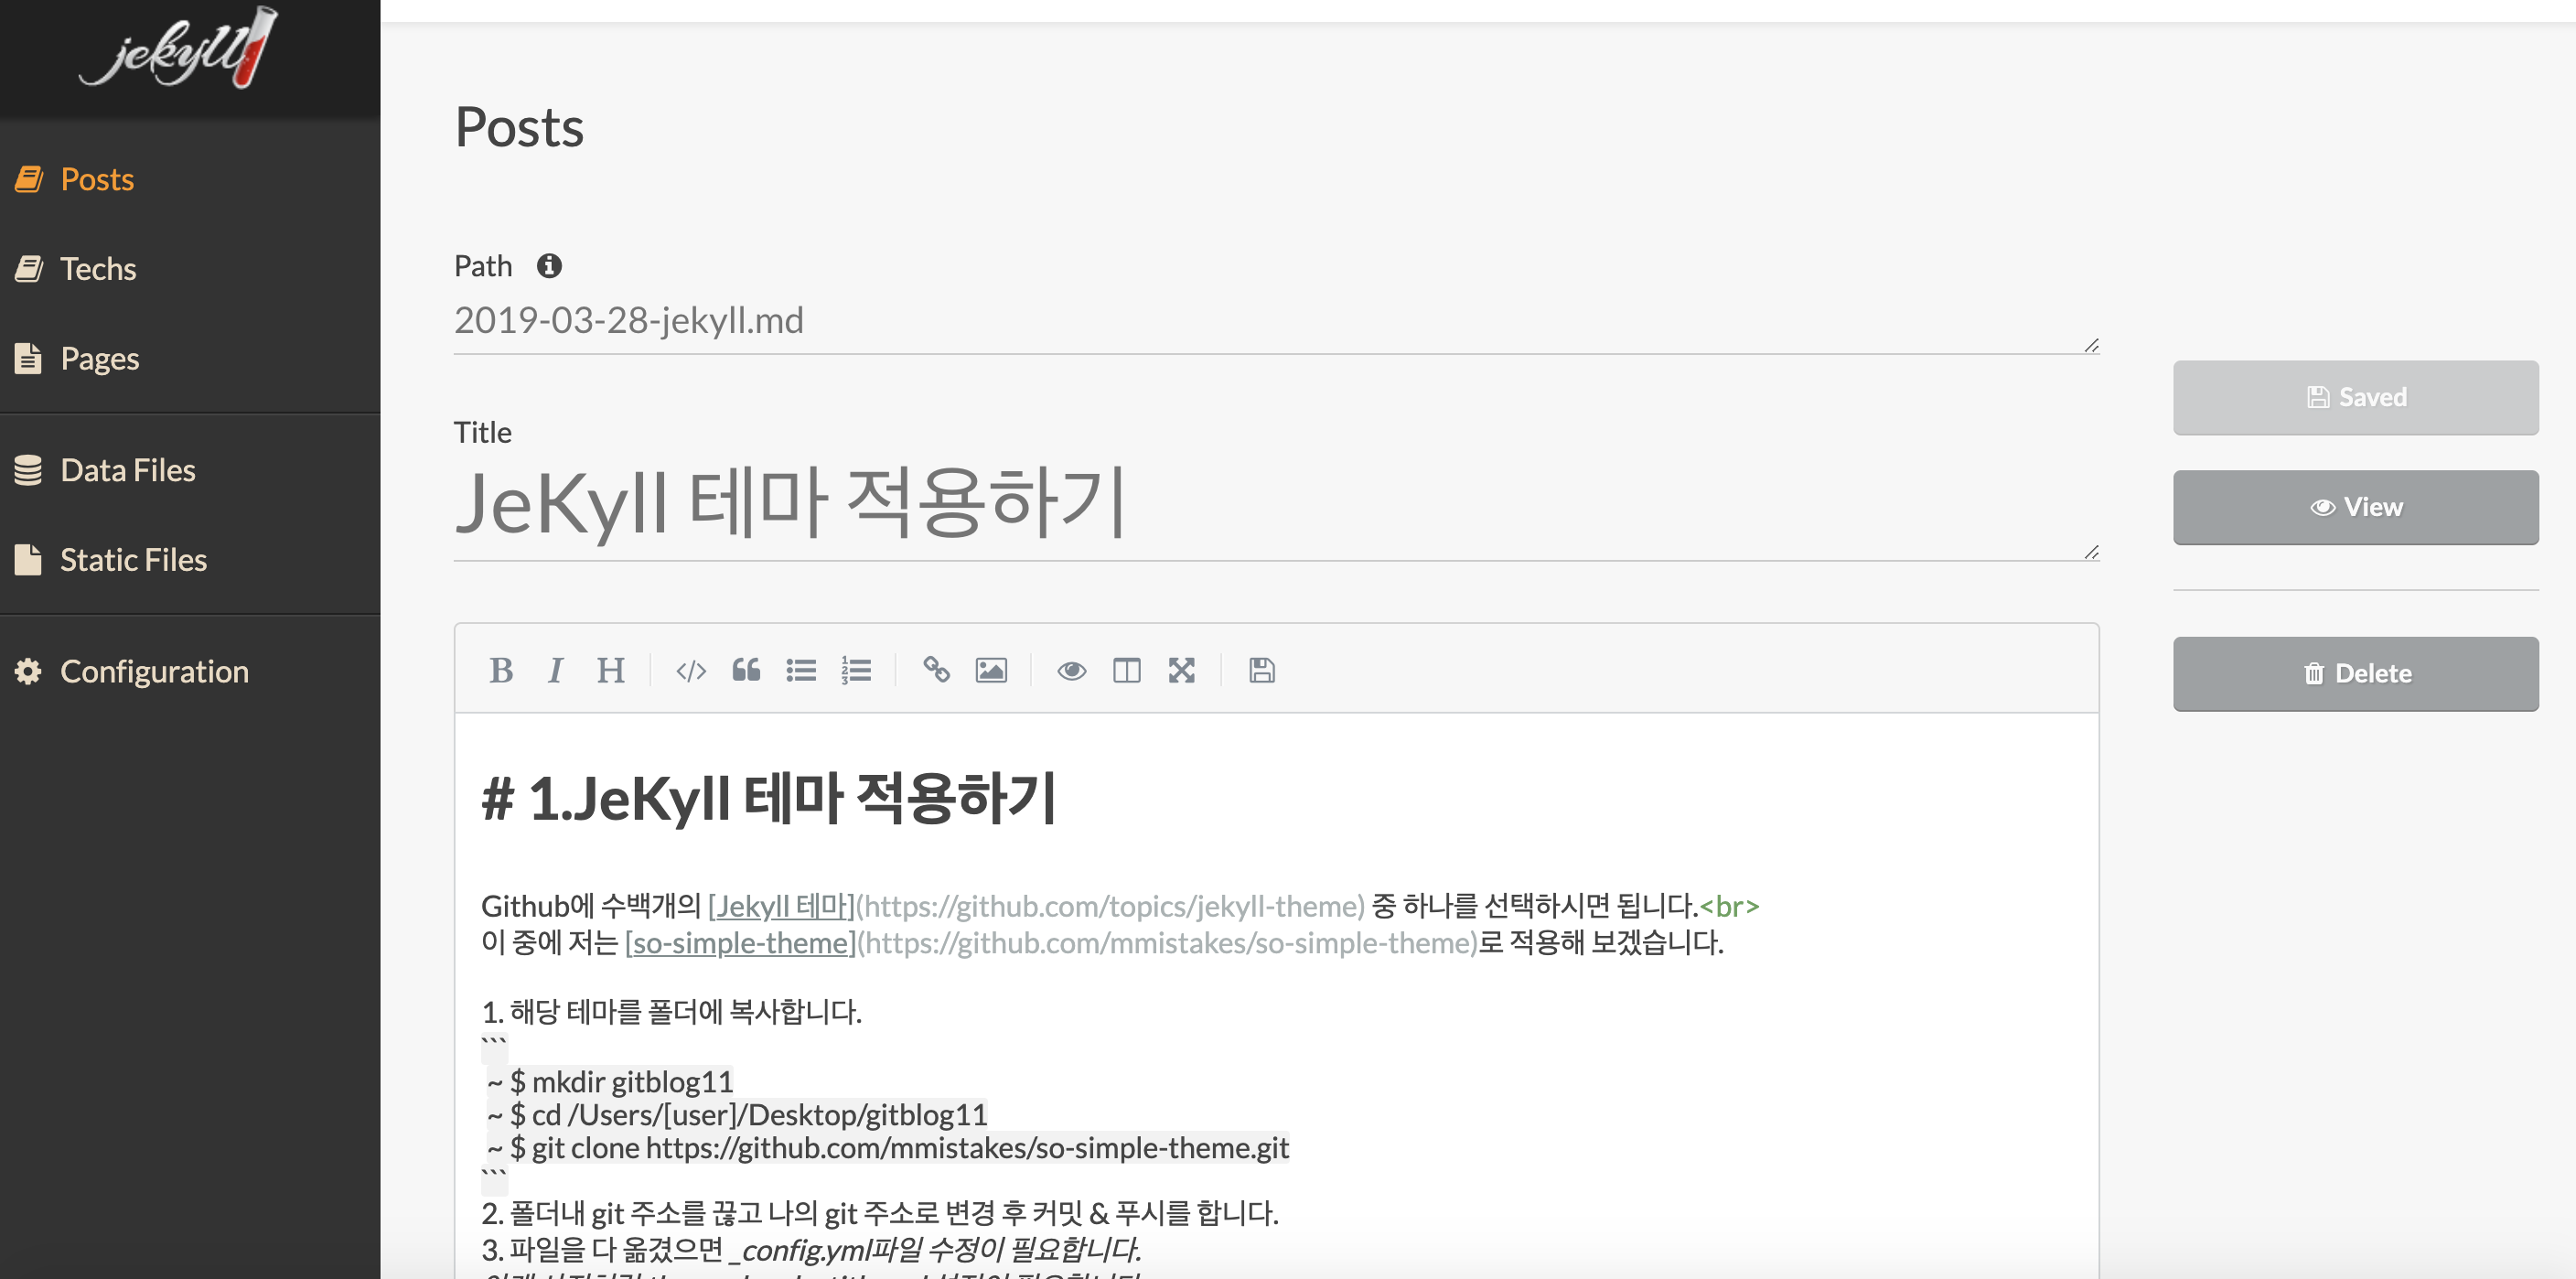 jekyll
Posts
Techs
Pages
Data Files
Static Files
Configuration
Posts
Path
2019-03-28-jekyll.md
Title
JeKyll 테마 적용하기
Saved
View
Delete
B I H
# 1.JeKyll 테마 적용하기
Github에 수백개의 [Jekyll 테마](https://github.com/topics/jekyll-theme) 중 하나를 선택하시면 됩니다.<br>
이 중에 저는 [so-simple-theme](https://github.com/mmistakes/so-simple-theme)로 적용해 보겠습니다.
1. 해당 테마를 폴더에 복사합니다.
```
~ $ mkdir gitblog11
~ $ cd /Users/[user]/Desktop/gitblog11
~ $ git clone https://github.com/mmistakes/so-simple-theme.git
```
2. 폴더내 git 주소를 끊고 나의 git 주소로 변경 후 커밋 & 푸시를 합니다.
3. 파일을 다 옮겼으면 _config.yml파일 수정이 필요합니다.